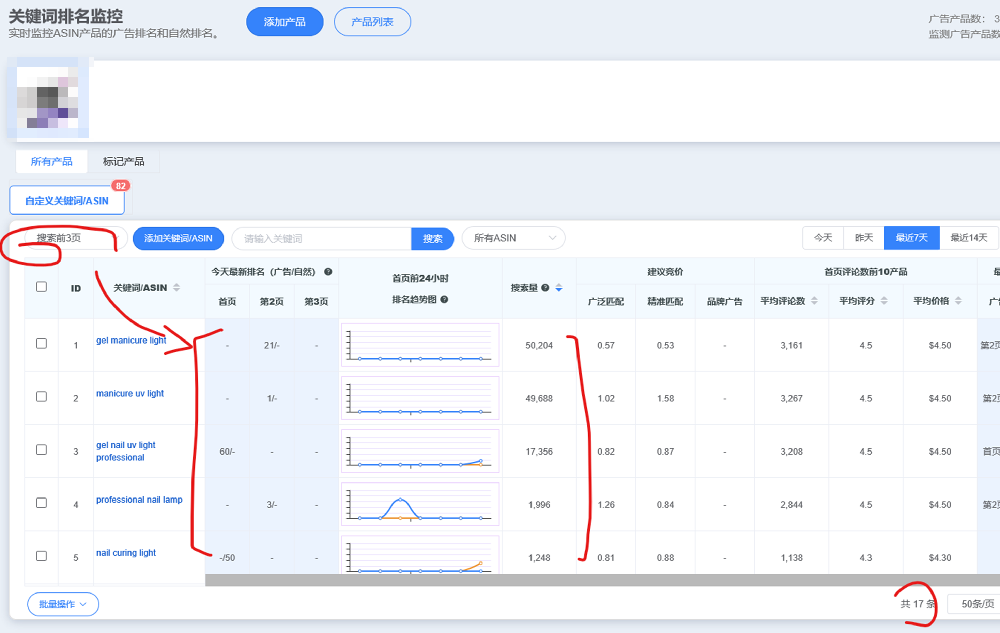 关键词排名监控
实时监控ASIN产品的广告排名和自然排名。
添加产品
产品列表
广告产品数： 3
监测广告产品数
所有产品
标记产品
82
自定义关键词/ASIN
搜索前3页
添加关键词/ASIN
请输入关键词
搜索
所有ASIN
今天
昨天
最近7天
最近14天
ID
关键词/ASIN
今天最新排名（广告/自然）
首页
第2页
第3页
首页前24小时
排名趋势图
搜索量
建议竞价
广泛匹配
精准匹配
品牌广告
首页评论数前10产品
平均评论数
平均评分
平均价格
最
广告
1 gel manicure light - 21/- - 50,204 0.57 0.53 - 3,161 4.5 $4.50 第2页
2 manicure uv light - 1/- - 49,688 1.02 1.58 - 3,267 4.5 $4.50 第2页
3 gel nail uv light
professional 60/- - - 17,356 0.82 0.87 - 3,208 4.5 $4.50 首页
4 professional nail lamp - 3/- - 1,996 1.26 0.84 - 2,844 4.5 $4.50 第2页
5 nail curing light -/50 - - 1,248 0.81 0.88 - 1,138 4.3 $4.30
批量操作
共 17 条
50条/页